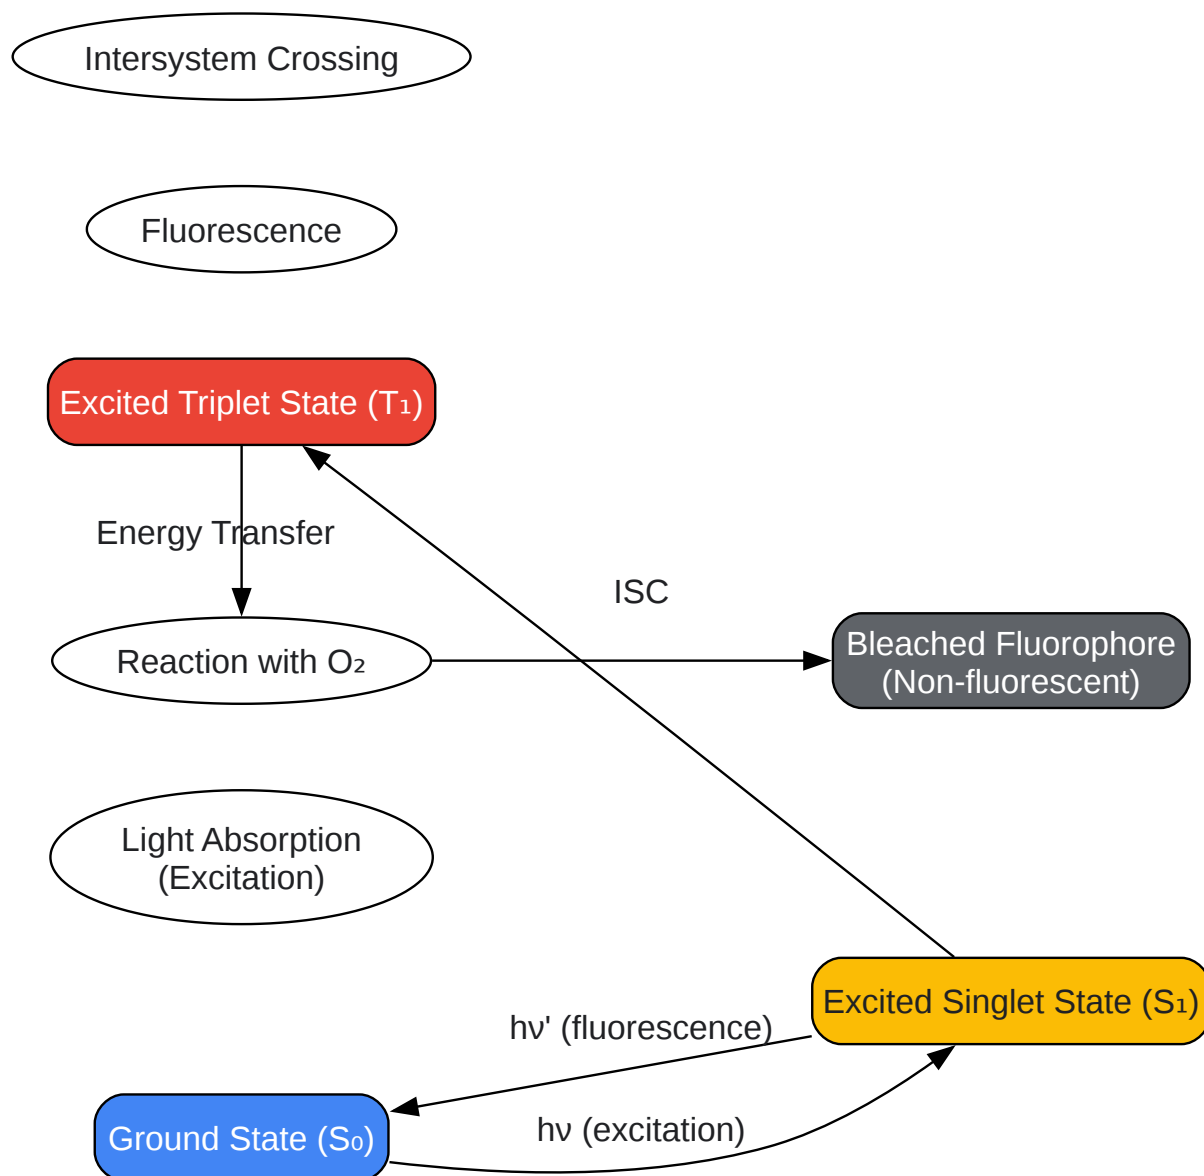 Intersystem Crossing
Fluorescence
Excited Triplet State (T₁)
Energy Transfer
ISC
Reaction with O₂
Bleached Fluorophore
(Non-fluorescent)
Light Absorption
(Excitation)
Excited Singlet State (S₁)
hν' (fluorescence)
hν (excitation)
Ground State (S₀)